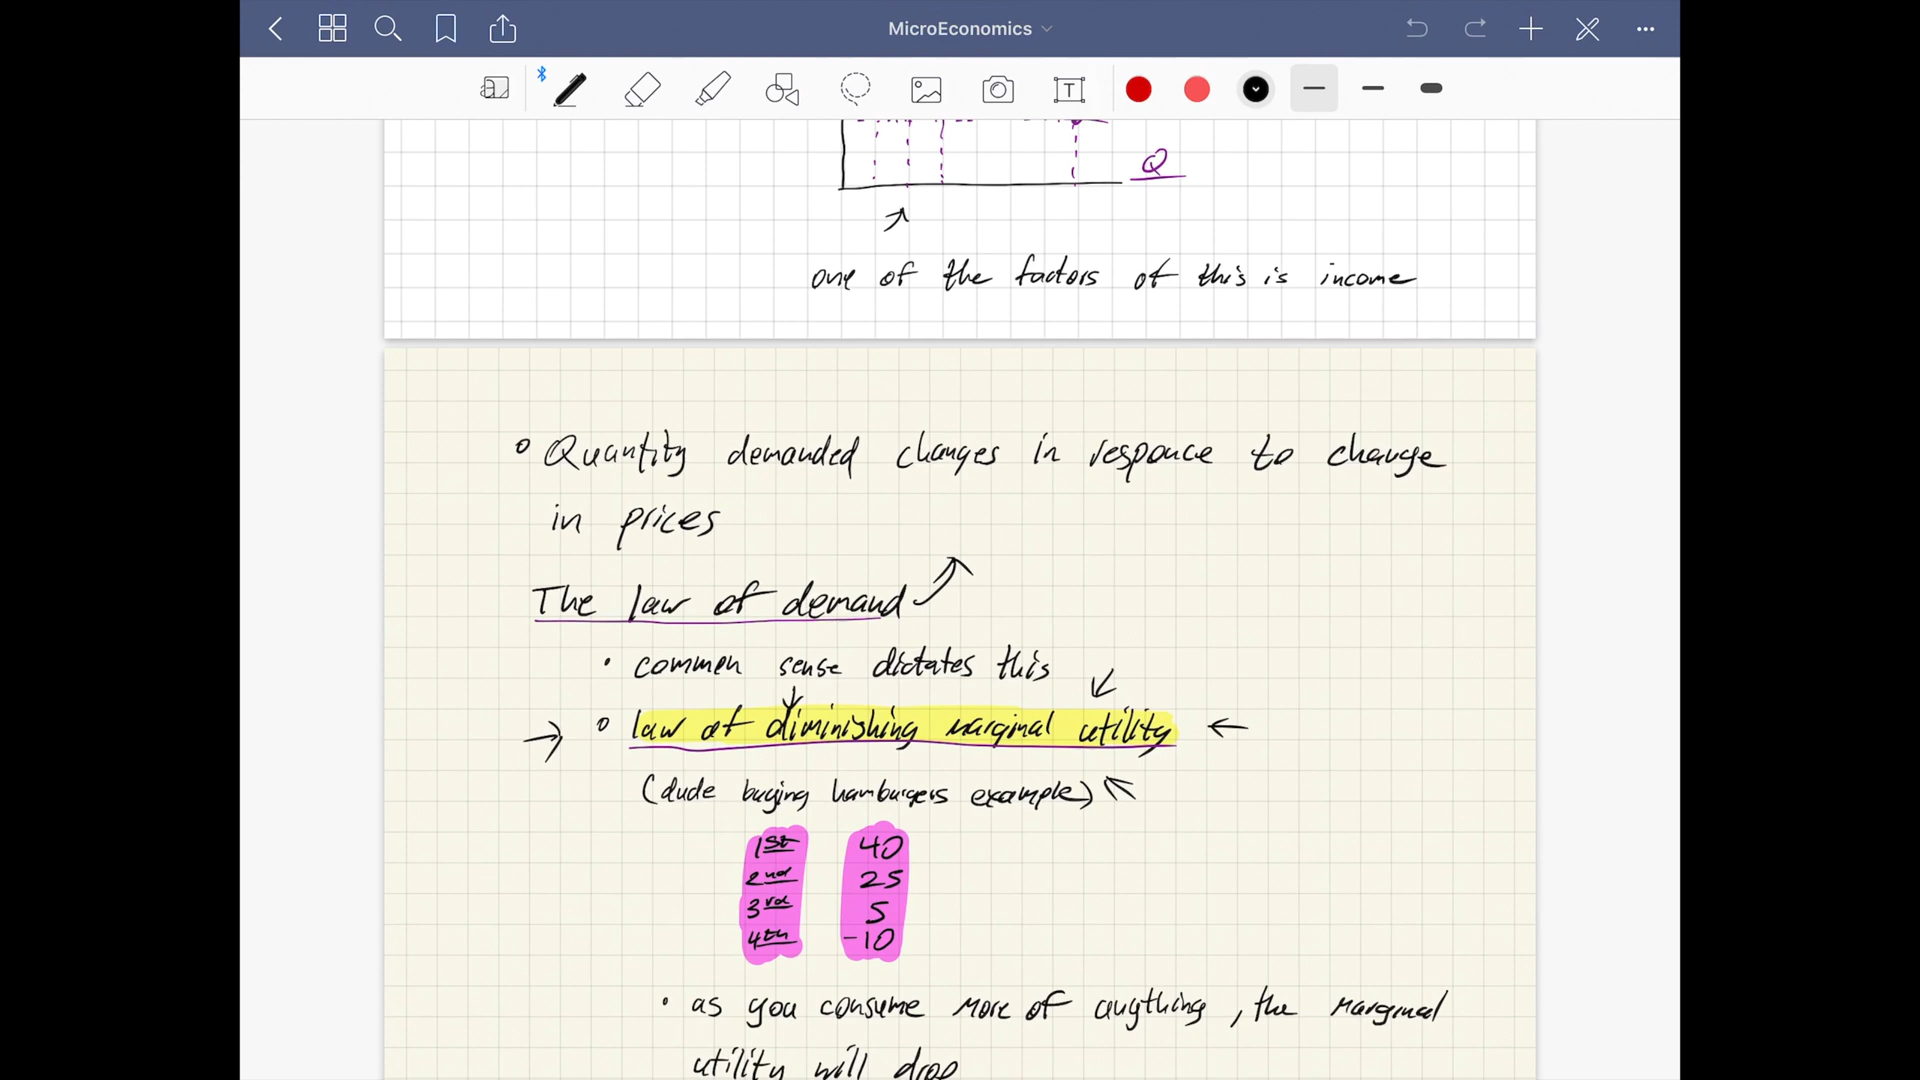 MicroEconomics
Q
one of the factors of this is income
Quantity demanded changes in responce to change
in prices
The law of demand
common sense dictates this
law of diminishing marginal utility
(dude buying hamburgers example)
1st 40
2nd 25
3rd 5
4th -10
as you consume more of anything, the marginal
utility will drop